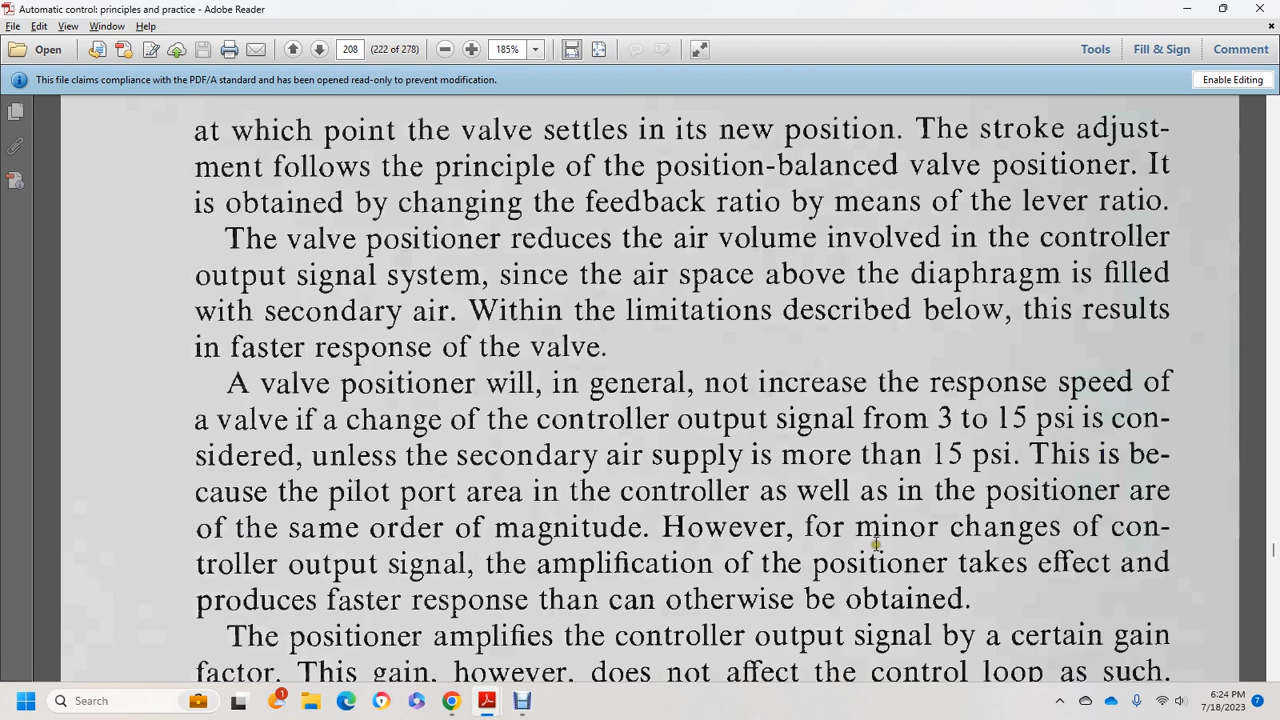 Automatic control: principles and practice - Adobe Reader
File Edit View Window Help
Open 208 (222 of 278) 185% Tools Fill & Sign Comment
This file claims compliance with the PDF/A standard and has been opened read-only to prevent modification. Enable Editing
at which point the valve settles in its new position. The stroke adjust-
ment follows the principle of the position-balanced valve positioner. It
is obtained by changing the feedback ratio by means of the lever ratio.
The valve positioner reduces the air volume involved in the controller
output signal system, since the air space above the diaphragm is filled
with secondary air. Within the limitations described below, this results
in faster response of the valve.
A valve positioner will, in general, not increase the response speed of
a valve if a change of the controller output signal from 3 to 15 psi is con-
sidered, unless the secondary air supply is more than 15 psi. This is be-
cause the pilot port area in the controller as well as in the positioner are
of the same order of magnitude. However, for minor changes of con-
troller output signal, the amplification of the positioner takes effect and
produces faster response than can otherwise be obtained.
The positioner amplifies the controller output signal by a certain gain
factor. This gain, however, does not affect the control loop as such.
Search 1 6:24 PM
7/18/2023 7